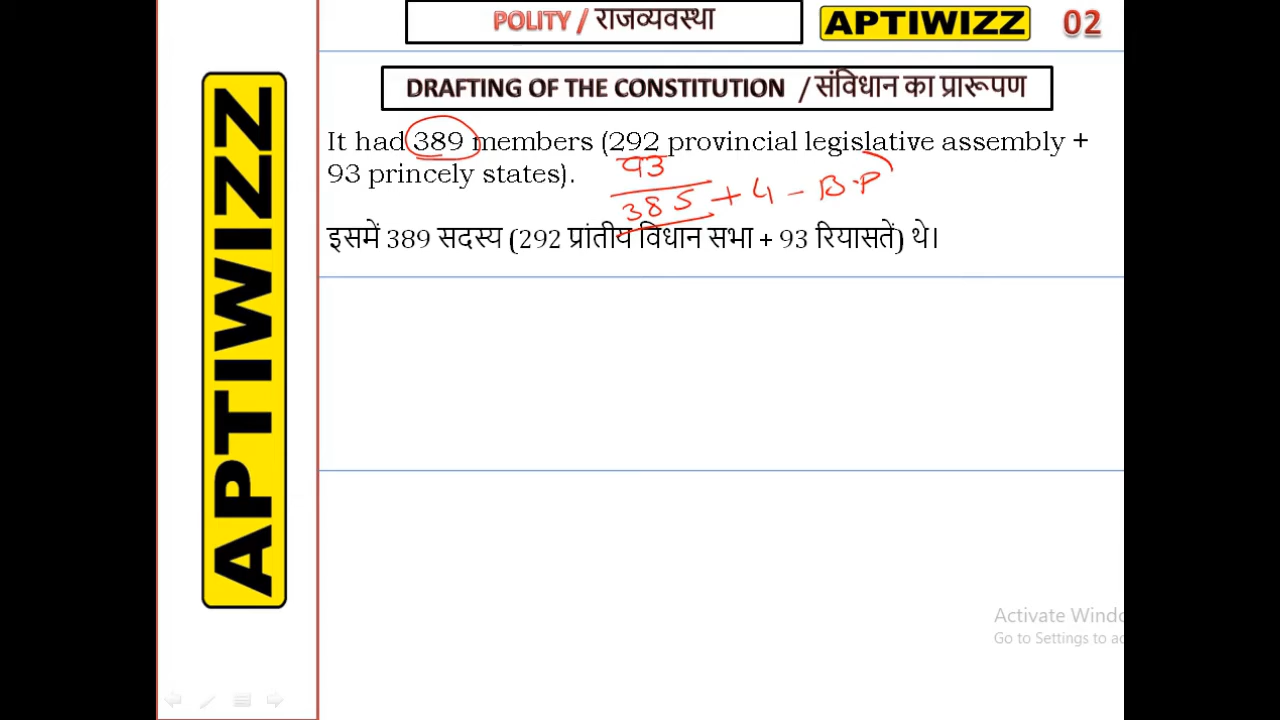 POLITY / राजव्यवस्था
APTIWIZZ
02
DRAFTING OF THE CONSTITUTION / संविधान का प्रारूपण
It had 389 members (292 provincial legislative assembly +
93 princely states).
93
385 + 4 - B.P
इसमें 389 सदस्य (292 प्रांतीय विधान सभा + 93 रियासतें) थे।
APTIWIZZ
Activate Windo
Go to Settings to ac